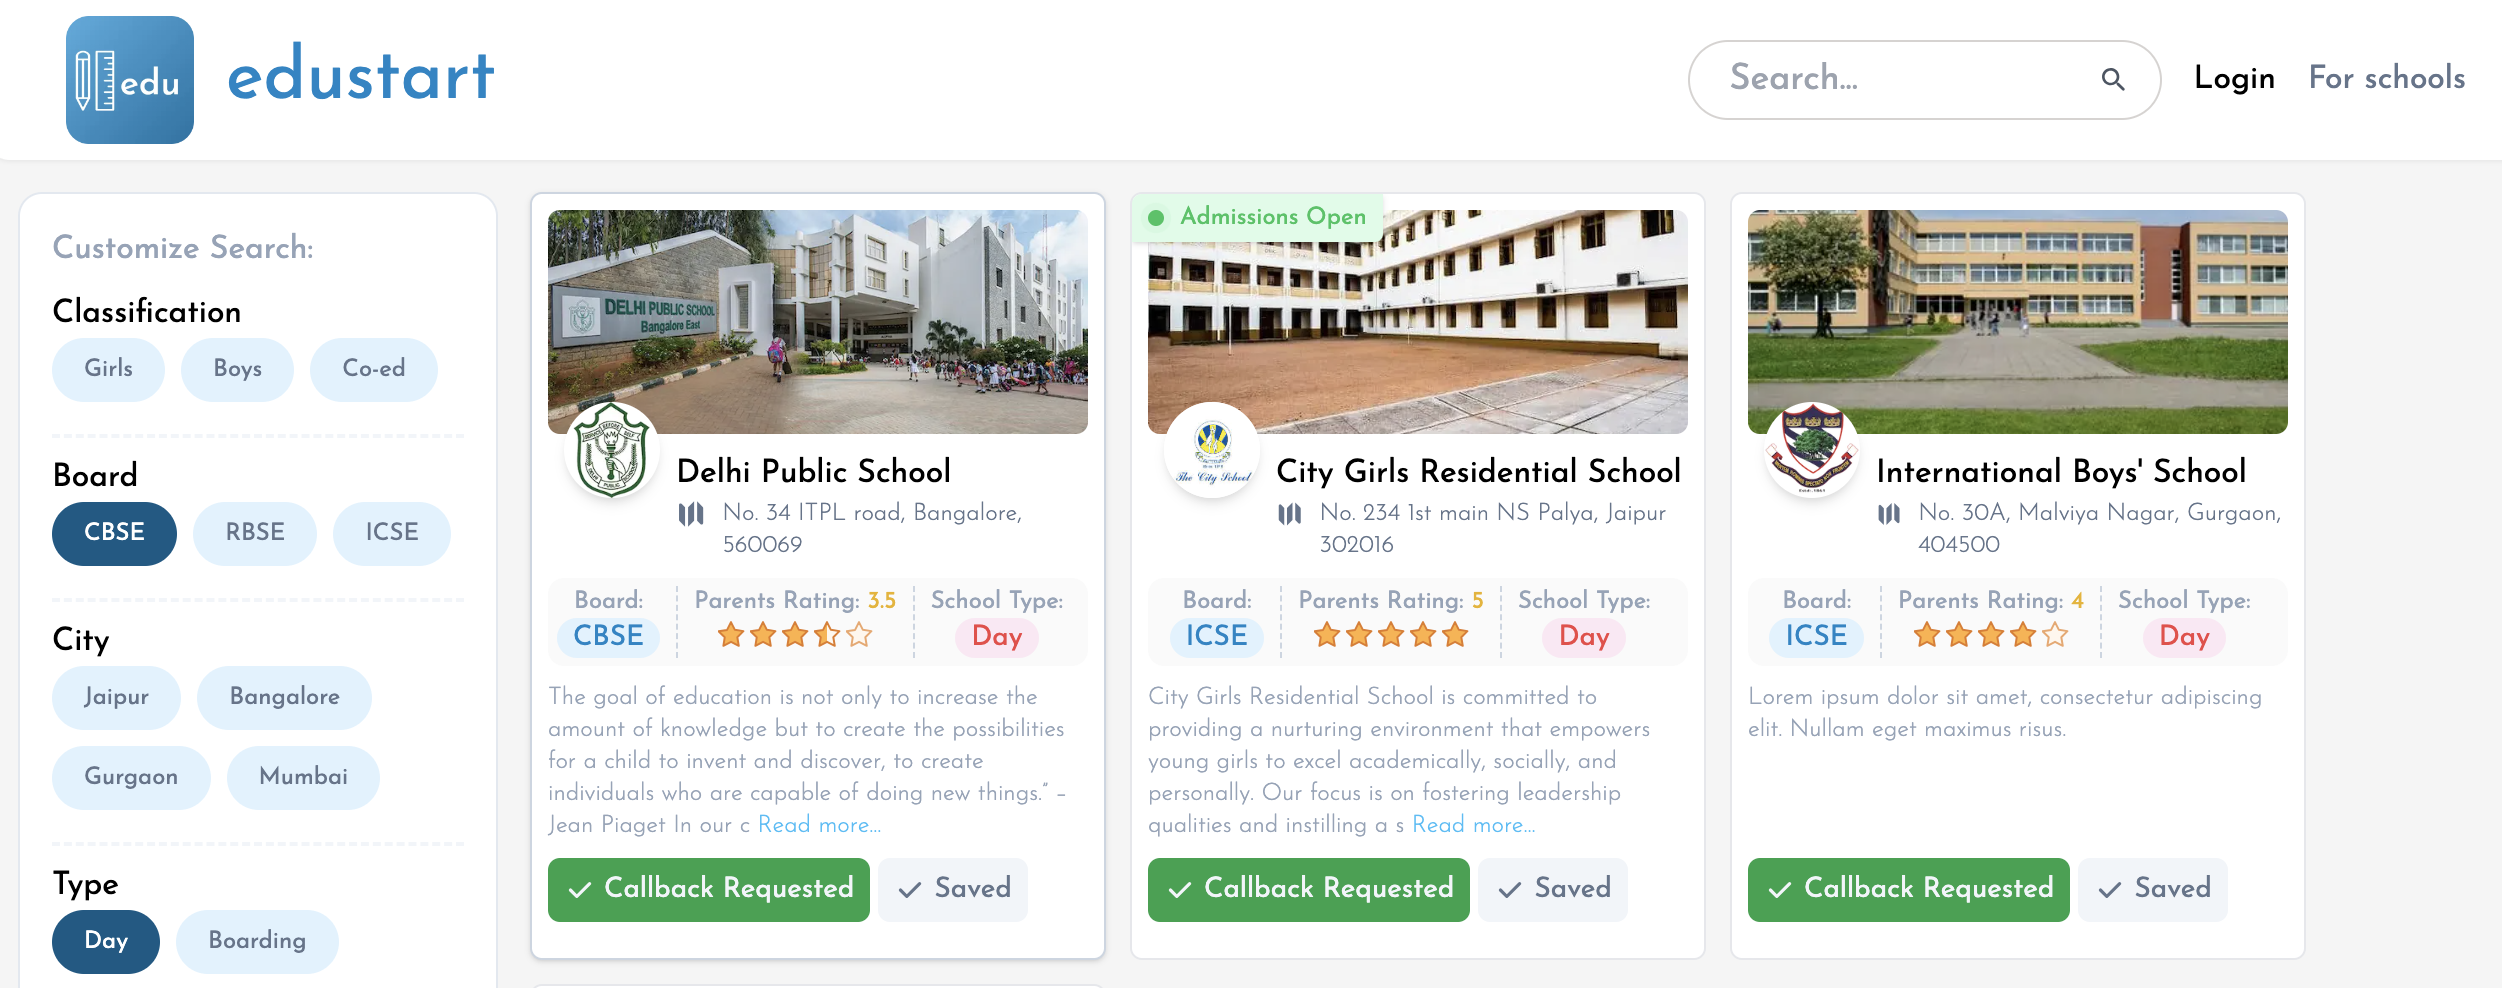 edu
edustart
Search...
Login
For schools
Customize Search:
Classification
Girls
Boys
Co-ed
Board
CBSE
RBSE
ICSE
City
Jaipur
Bangalore
Gurgaon
Mumbai
Type
Day
Boarding
DELHI PUBLIC SCHOOL
Bangalore East
Delhi Public School
No. 34 ITPL road, Bangalore,
560069
Board:
CBSE
Parents Rating: 3.5
School Type:
Day
The goal of education is not only to increase the
amount of knowledge but to create the possibilities
for a child to invent and discover, to create
individuals who are capable of doing new things.” –
Jean Piaget In our c Read more...
Callback Requested
Saved
Admissions Open
The City School
City Girls Residential School
No. 234 1st main NS Palya, Jaipur
302016
Board:
ICSE
Parents Rating: 5
School Type:
Day
City Girls Residential School is committed to
providing a nurturing environment that empowers
young girls to excel academically, socially, and
personally. Our focus is on fostering leadership
qualities and instilling a s Read more...
Callback Requested
Saved
International Boys' School
No. 30A, Malviya Nagar, Gurgaon,
404500
Board:
ICSE
Parents Rating: 4
School Type:
Day
Lorem ipsum dolor sit amet, consectetur adipiscing
elit. Nullam eget maximus risus.
Callback Requested
Saved